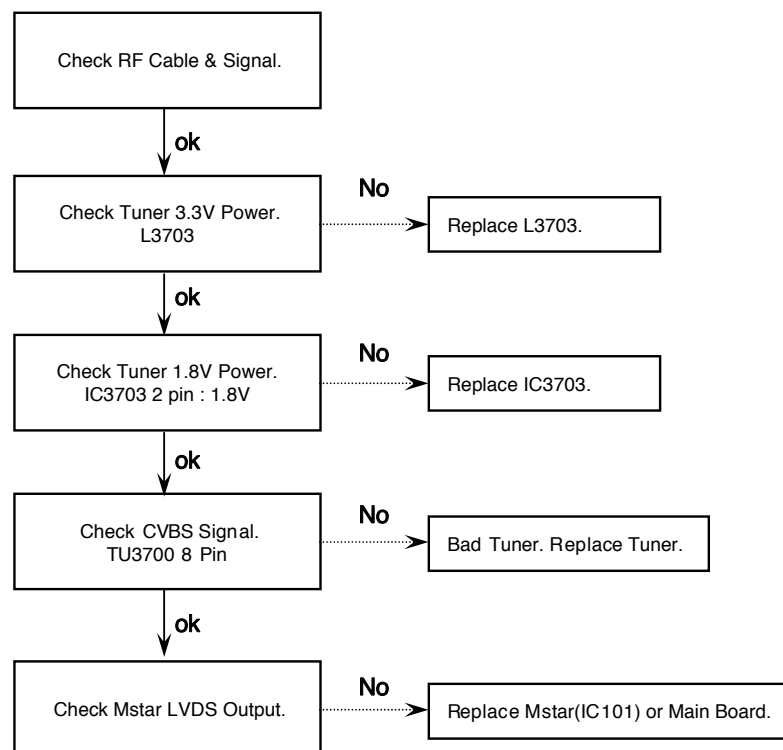 Check RF Cable & Signal.
ok
Check Tuner 3.3V Power.
L3703
No
Replace L3703.
ok
Check Tuner 1.8V Power.
IC3703 2 pin : 1.8V
No
Replace IC3703.
ok
Check CVBS Signal.
TU3700 8 Pin
No
Bad Tuner. Replace Tuner.
ok
Check Mstar LVDS Output.
No
Replace Mstar(IC101) or Main Board.